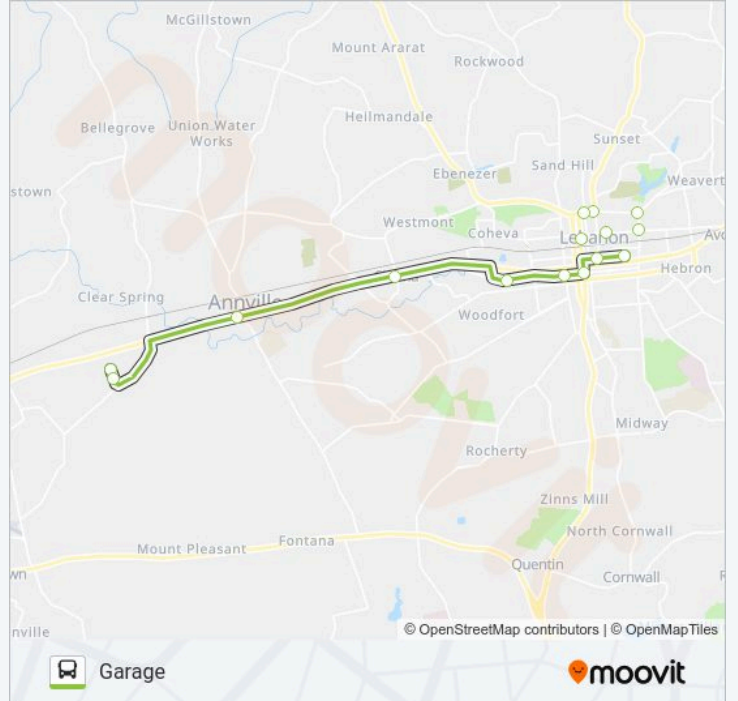 McGillstown
Mount Ararat
Rockwood
Heilmandale
Bellegrove
Union Water
Works
Sunset
Sand Hill
Ebenezer
Weavert
stown
Westmont
Coheva
Lebanon
Avo
Hebron
Clear Spring
Annville
Woodfort
Midway
Rocherty
Zinns Mill
North Cornwall
Fontana
Mount Pleasant
Quentin
Cornwall
wn
F
nville
© OpenStreetMap contributors | © OpenMapTiles
Garage
moovit